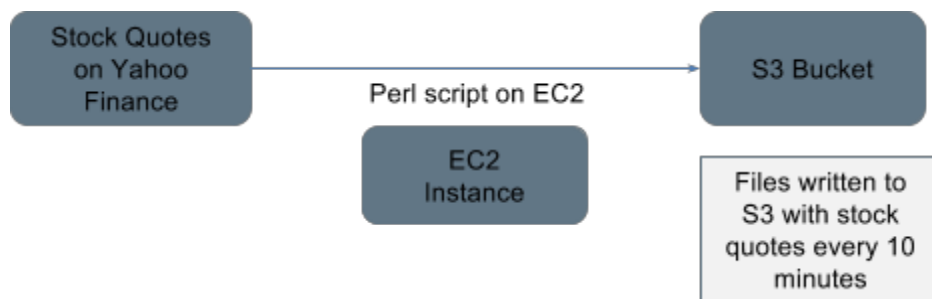 Stock Quotes
on Yahoo
Finance
Perl script on EC2
S3 Bucket
EC2
Instance
Files written to
S3 with stock
quotes every 10
minutes